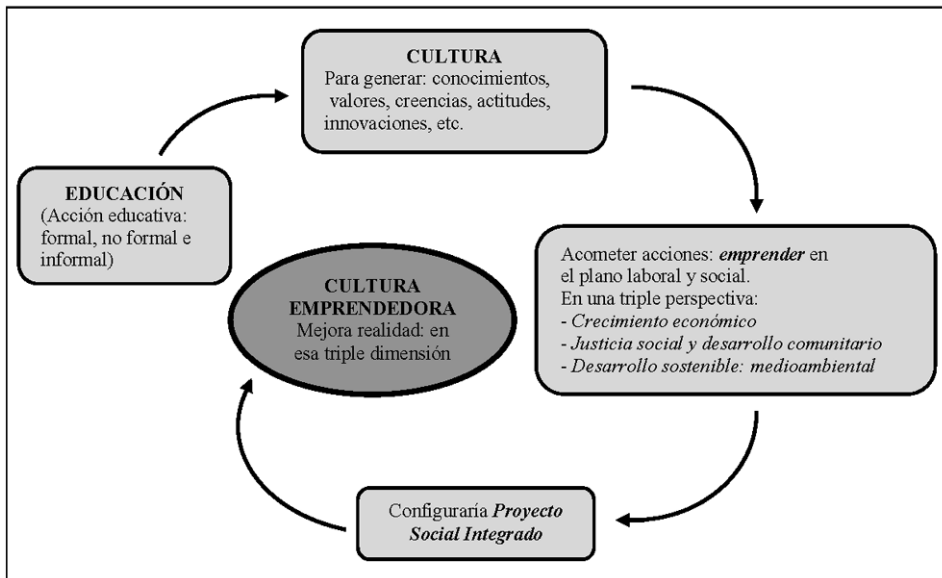 CULTURA
Para generar: conocimientos,
valores, creencias, actitudes,
innovaciones, etc.
EDUCACIÓN
(Acción educativa:
formal, no formal e
informal)
Acometer acciones: emprender en
el plano laboral y social.
En una triple perspectiva:
- Crecimiento económico
- Justicia social y desarrollo comunitario
- Desarrollo sostenible: medioambiental
CULTURA
EMPRENDEDORA
Mejora realidad: en
esa triple dimensión
Configuraría Proyecto
Social Integrado